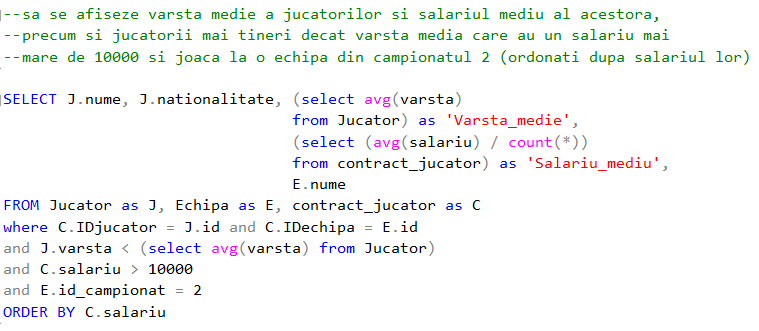 --sa se afiseze varsta medie a jucatorilor si salariul mediu al acestora,
--precum si jucatorii mai tineri decat varsta media care au un salariu mai
--mare de 10000 si joaca la o echipa din campionatul 2 (ordonati dupa salariul lor)
SELECT J.nume, J.nationalitate, (select avg(varsta)
from Jucator) as 'Varsta_medie',
(select (avg(salariu) / count(*))
from contract_jucator) as 'Salariu_mediu',
E.nume
FROM Jucator as J, Echipa as E, contract_jucator as C
where C.IDjucator = J.id and C.IDechipa = E.id
and J.varsta < (select avg(varsta) from Jucator)
and C.salariu > 10000
and E.id_campionat = 2
ORDER BY C.salariu